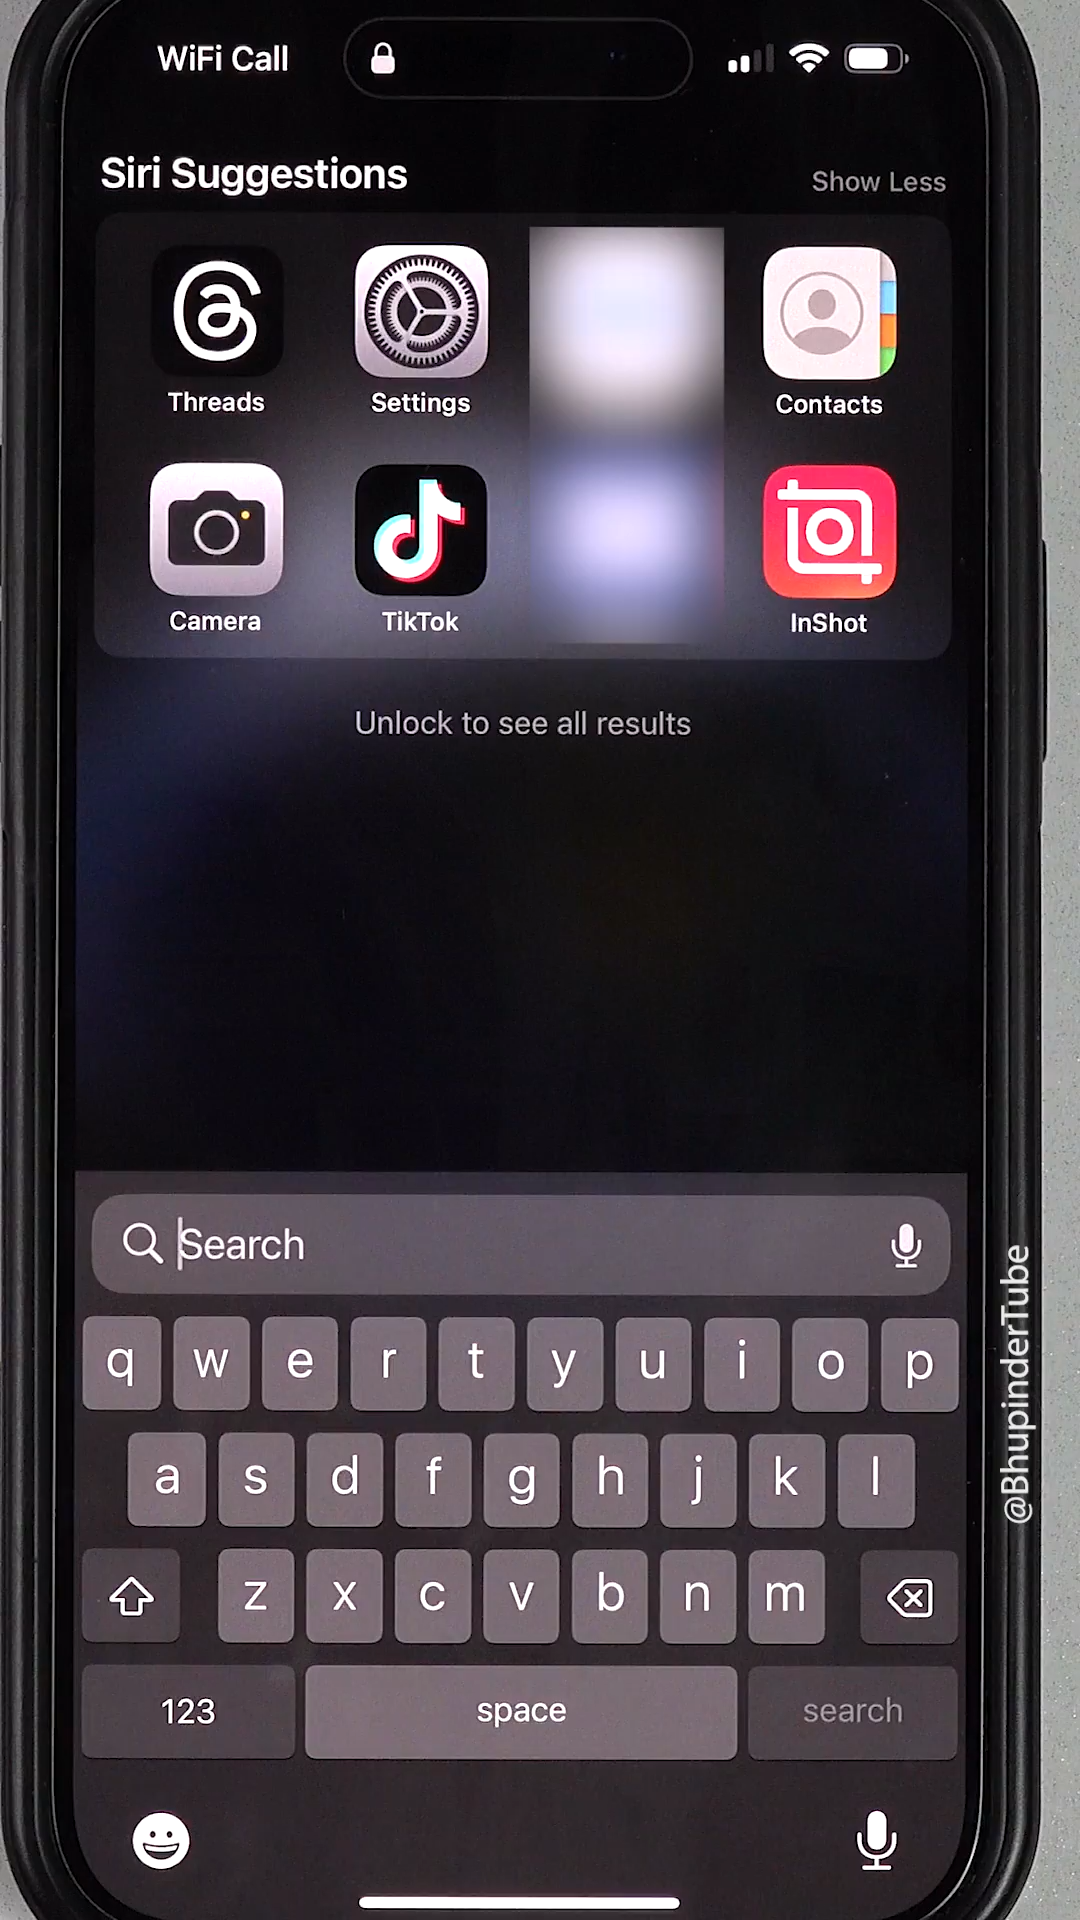 WiFi Call
Siri Suggestions
Show Less
Threads
Settings
Contacts
Camera
TikTok
InShot
Unlock to see all results
Search
q w e r t y u i o p
a s d f g h j k l
z x c v b n m
123 space search
@BhupinderTube